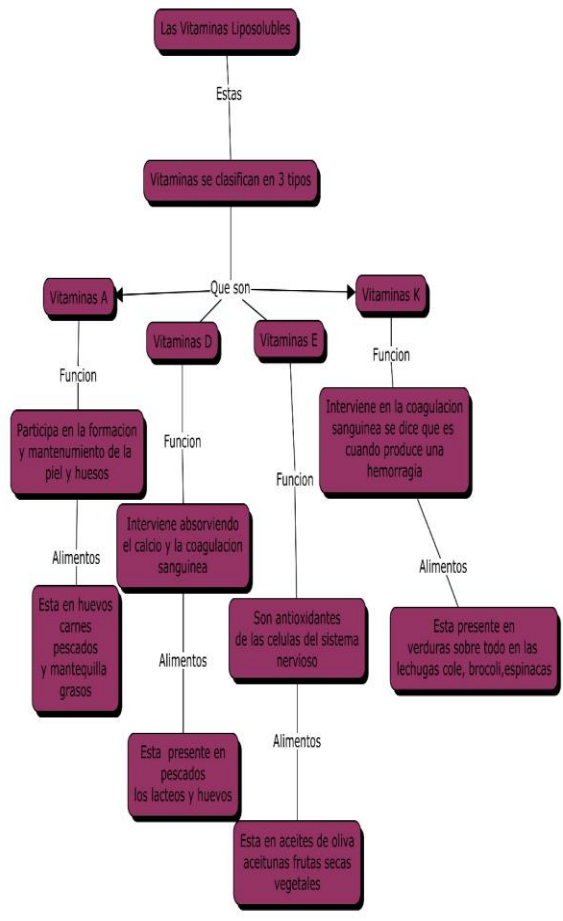 Las Vitaminas Liposolubles
Estas
Vitaminas se clasifican en 3 tipos
Que son
Vitaminas A
Funcion
Participa en la formacion
y mantenumiento de la
piel y huesos
Alimentos
Esta en huevos
carnes
pescados
y mantequilla
grasos
Vitaminas D
Funcion
Interviene absorviendo
el calcio y la coagulacion
sanguinea
Alimentos
Esta presente en
pescados
los lacteos y huevos
Vitaminas E
Funcion
Son antioxidantes
de las celulas del sistema
nervioso
Alimentos
Esta en aceites de oliva
aceitunas frutas secas
vegetales
Vitaminas K
Funcion
Interviene en la coagulacion
sanguinea se dice que es
cuando produce una
hemorragia
Alimentos
Esta presente en
verduras sobre todo en las
lechugas cole, brocoli,espinacas